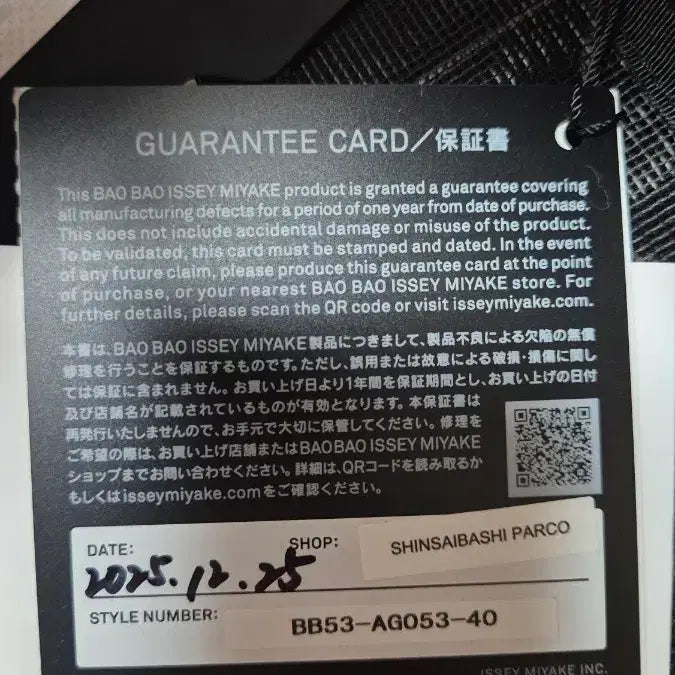 GUARANTEE CARD/保証書
This BAO BAO ISSEY MIYAKE product is granted a guarantee covering
all manufacturing defects for a period of one year from date of purchase.
This does not include accidental damage or misuse of the product.
To be validated, this card must be stamped and dated. In the event
of any future claim, please produce this guarantee card at the point
of purchase, or your nearest BAO BAO ISSEY MIYAKE store. For
further details, please scan the QR code or visit isseymiyake.com.
本書は、BAO BAO ISSEY MIYAKE製品につきまして、製品不良による欠陥の無償
修理を行うことを保証するものです。ただし、誤用または故意による破損・損傷に関し
ては保証に含まれません。お買い上げ日より1年間を保証期間とし、お買い上げの日付
及び店舗名が記載されているものが有効となります。本保証書は
再発行いたしませんので、お手元で大切に保管してください。修理を
ご希望の際は、お買い上げ店舗またはBAO BAO ISSEY MIYAKE
ショップまでお問い合わせください。詳細は、QRコードを読み取るか
もしくはisseymiyake.comをご確認ください。
DATE: 2025.12.25 SHOP: SHINSAIBASHI PARCO
STYLE NUMBER: BB53-AG053-40
ISSEY MIYAKE INC.